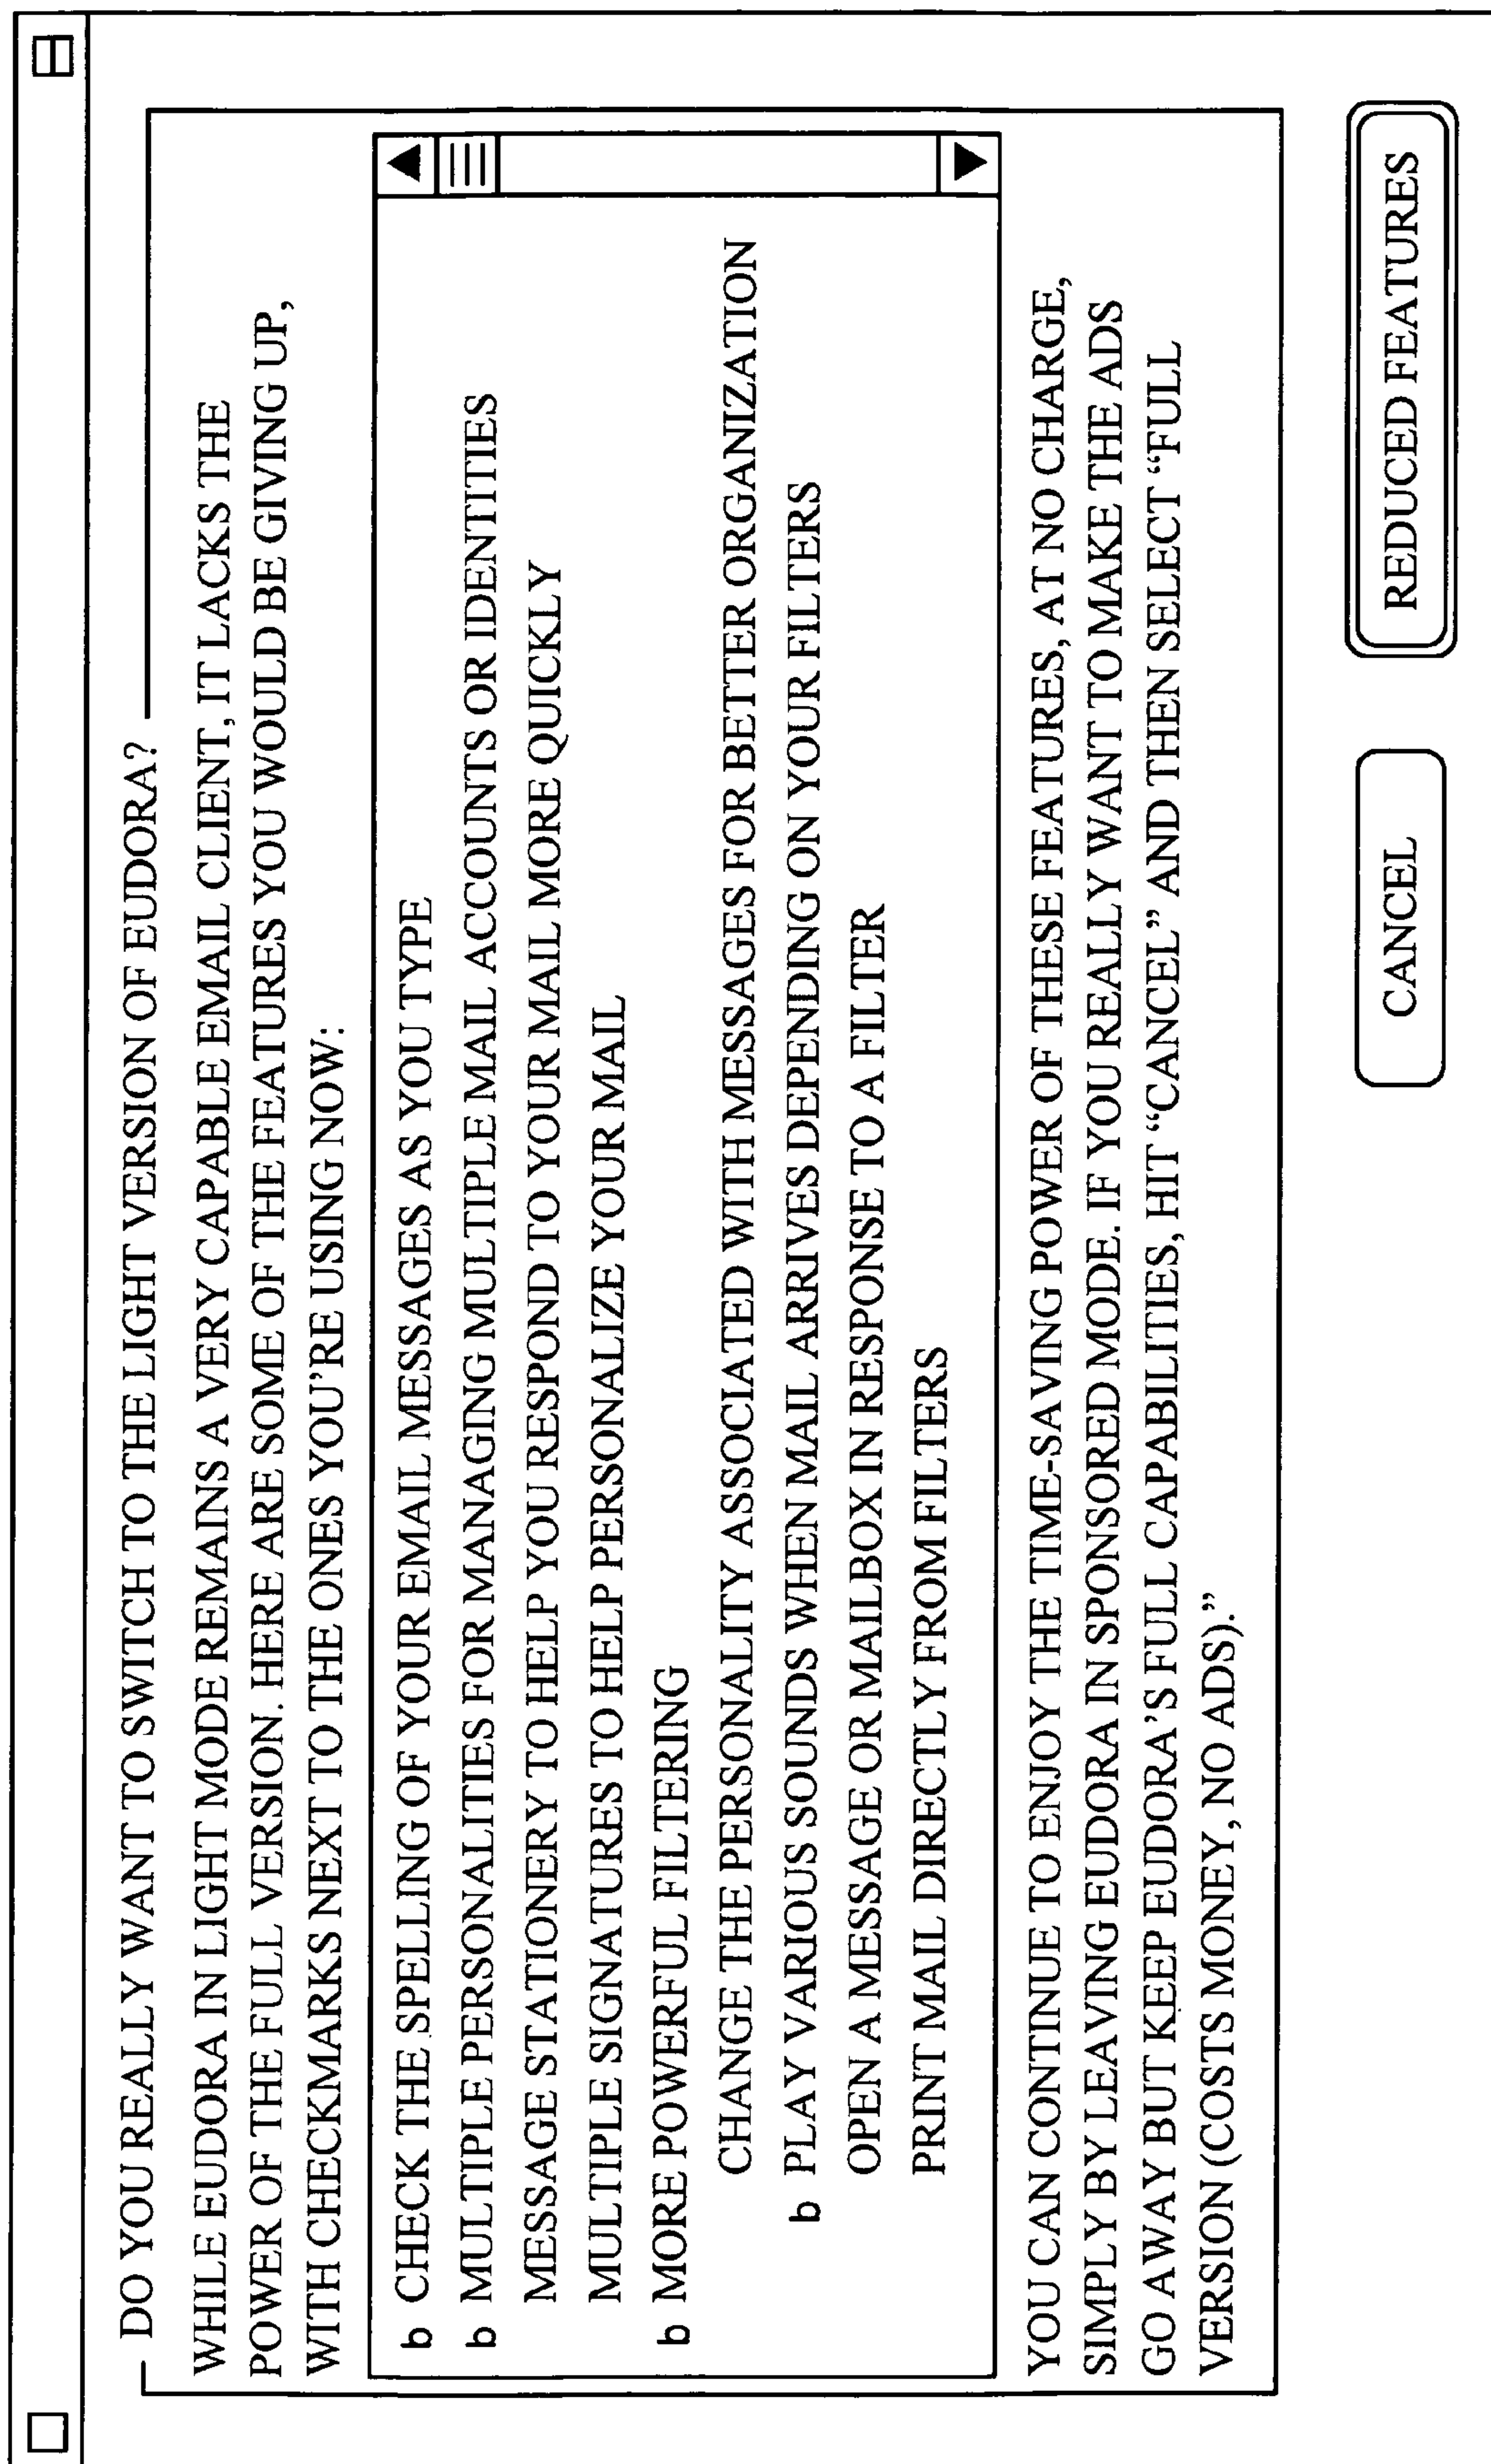 DO YOU REALLY WANT TO SWITCH TO THE LIGHT VERSION OF EUDORA?
WHILE EUDORA IN LIGHT MODE REMAINS A VERY CAPABLE EMAIL CLIENT, IT LACKS THE
POWER OF THE FULL VERSION. HERE ARE SOME OF THE FEATURES YOU WOULD BE GIVING UP,
WITH CHECKMARKS NEXT TO THE ONES YOU'RE USING NOW:
b CHECK THE SPELLING OF YOUR EMAIL MESSAGES AS YOU TYPE
b MULTIPLE PERSONALITIES FOR MANAGING MULTIPLE MAIL ACCOUNTS OR IDENTITIES
MESSAGE STATIONERY TO HELP YOU RESPOND TO YOUR MAIL MORE QUICKLY
MULTIPLE SIGNATURES TO HELP PERSONALIZE YOUR MAIL
b MORE POWERFUL FILTERING
CHANGE THE PERSONALITY ASSOCIATED WITH MESSAGES FOR BETTER ORGANIZATION
b PLAY VARIOUS SOUNDS WHEN MAIL ARRIVES DEPENDING ON YOUR FILTERS
OPEN A MESSAGE OR MAILBOX IN RESPONSE TO A FILTER
PRINT MAIL DIRECTLY FROM FILTERS
YOU CAN CONTINUE TO ENJOY THE TIME-SAVING POWER OF THESE FEATURES, AT NO CHARGE,
SIMPLY BY LEAVING EUDORA IN SPONSORED MODE. IF YOU REALLY WANT TO MAKE THE ADS
GO AWAY BUT KEEP EUDORA'S FULL CAPABILITIES, HIT “CANCEL” AND THEN SELECT “FULL
VERSION (COSTS MONEY, NO ADS).”
CANCEL
REDUCED FEATURES